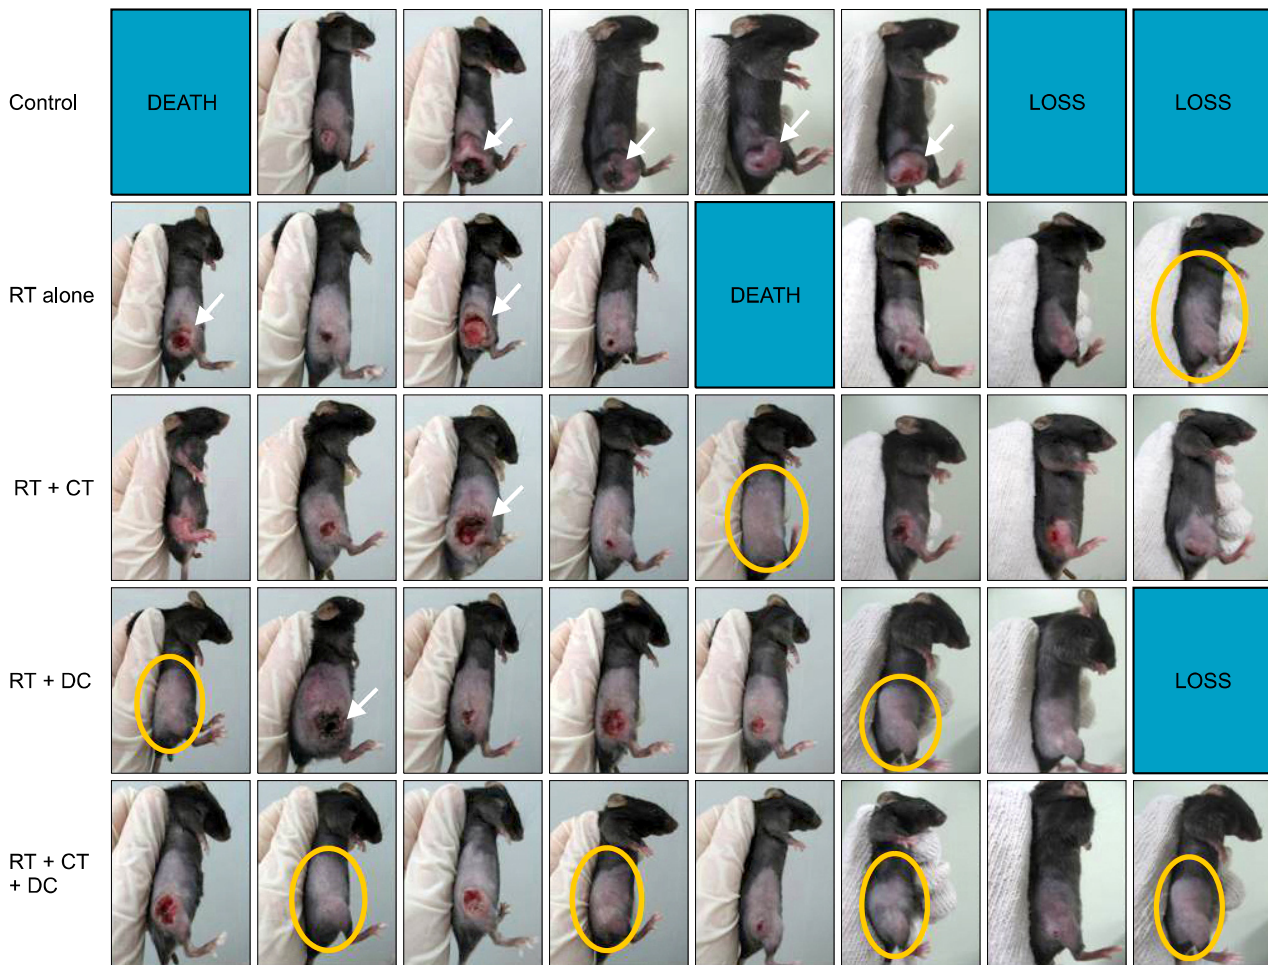 Control
DEATH
LOSS
LOSS
RT alone
DEATH
RT + CT
RT + DC
LOSS
RT + CT
+ DC